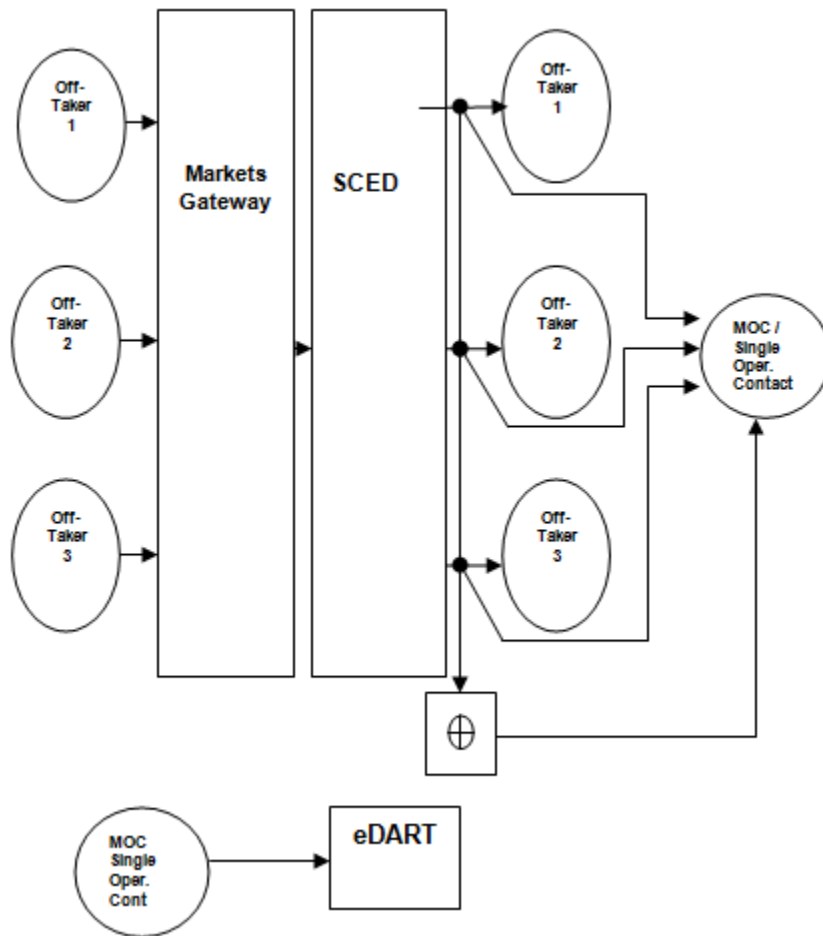 Off-
Taker
1
Markets
Gateway
SCED
Off-
Taker
1
Off-
Taker
2
Off-
Taker
2
MOC /
Single
Oper.
Contact
Off-
Taker
3
Off-
Taker
3
MOC
Single
Oper.
Cont
eDART